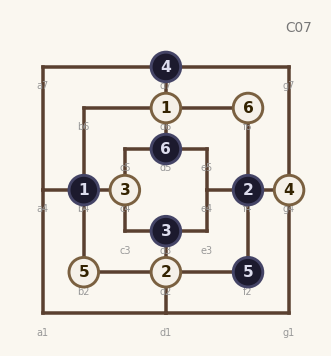 C07
4
a7 d7 g7
1 6
b6 d6 f6
6
c5 d5 e5
1 3 2 4
a4 b4 c4 e4 f4 g4
3
c3 d3 e3
5 2 5
b2 d2 f2
a1 d1 g1